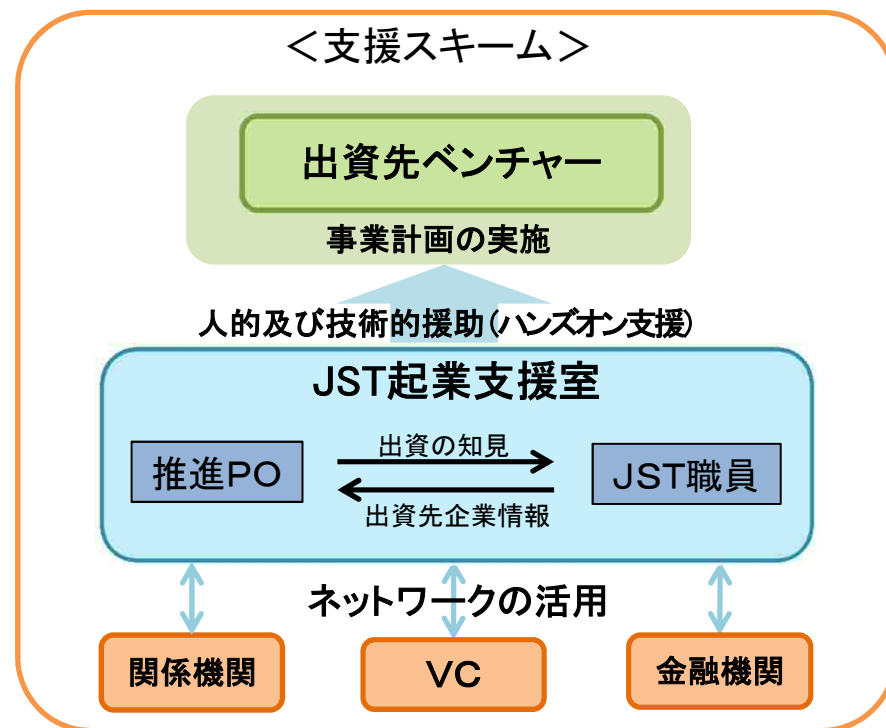 ＜支援スキーム＞
出資先ベンチャー
事業計画の実施
人的及び技術的援助(ハンズオン支援)
JST起業支援室
出資の知見
推進PO
JST職員
出資先企業情報
ネットワークの活用
関係機関
VC
金融機関